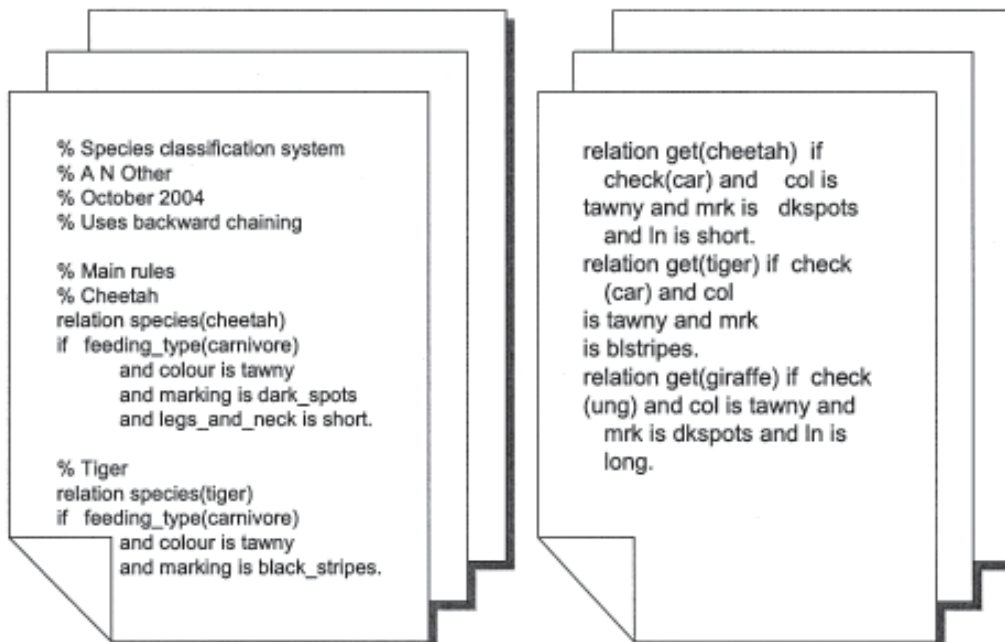 % Species classification system
% A N Other
% October 2004
% Uses backward chaining
% Main rules
% Cheetah
relation species(cheetah)
if feeding_type(carnivore)
and colour is tawny
and marking is dark_spots
and legs_and_neck is short.
% Tiger
relation species(tiger)
if feeding_type(carnivore)
and colour is tawny
and marking is black_stripes.
relation get(cheetah) if
check(car) and col is
tawny and mrk is dkspots
and ln is short.
relation get(tiger) if check
(car) and col
is tawny and mrk
is blstripes.
relation get(giraffe) if check
(ung) and col is tawny and
mrk is dkspots and ln is
long.